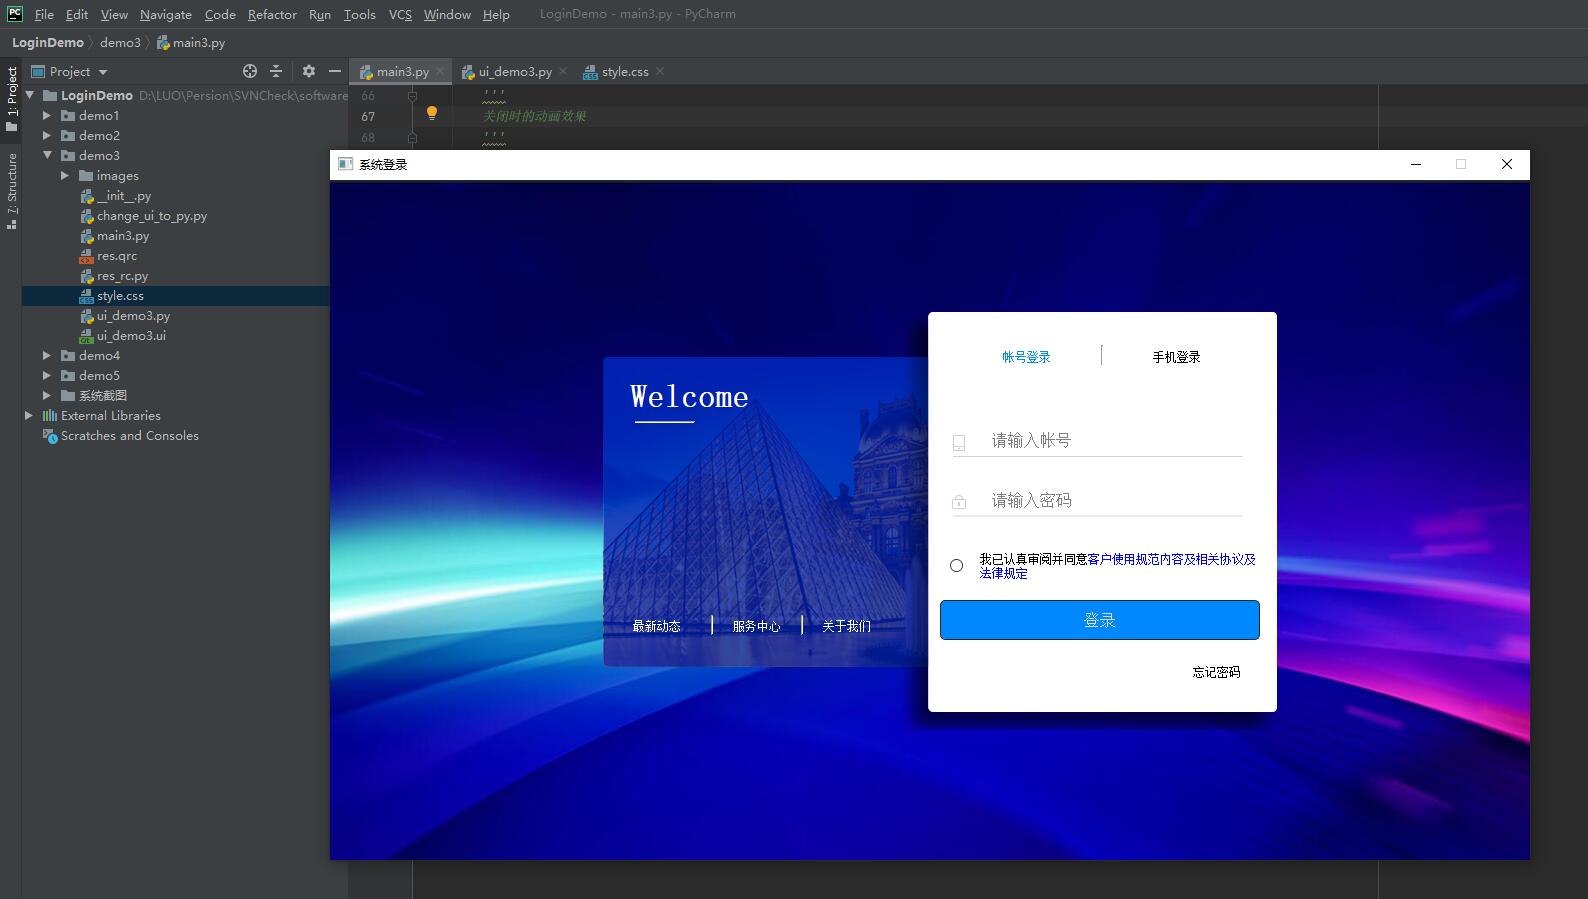 PC File Edit View Navigate Code Refactor Run Tools VCS Window Help LoginDemo - main3.py - PyCharm
LoginDemo demo3 main3.py
1: Project
7: Structure
Project
main3.py ui_demo3.py style.css
LoginDemo D:\LUO\Persion\SVNCheck\software
demo1
demo2
demo3
images
__init__.py
change_ui_to_py.py
main3.py
res.qrc
res_rc.py
style.css
ui_demo3.py
ui_demo3.ui
demo4
demo5
系统截图
External Libraries
Scratches and Consoles
66 '''
67 关闭时的动画效果
68 '''
系统登录
Welcome
最新动态 服务中心 关于我们
帐号登录 手机登录
请输入帐号
请输入密码
我已认真审阅并同意客户使用规范内容及相关协议及
法律规定
登录
忘记密码